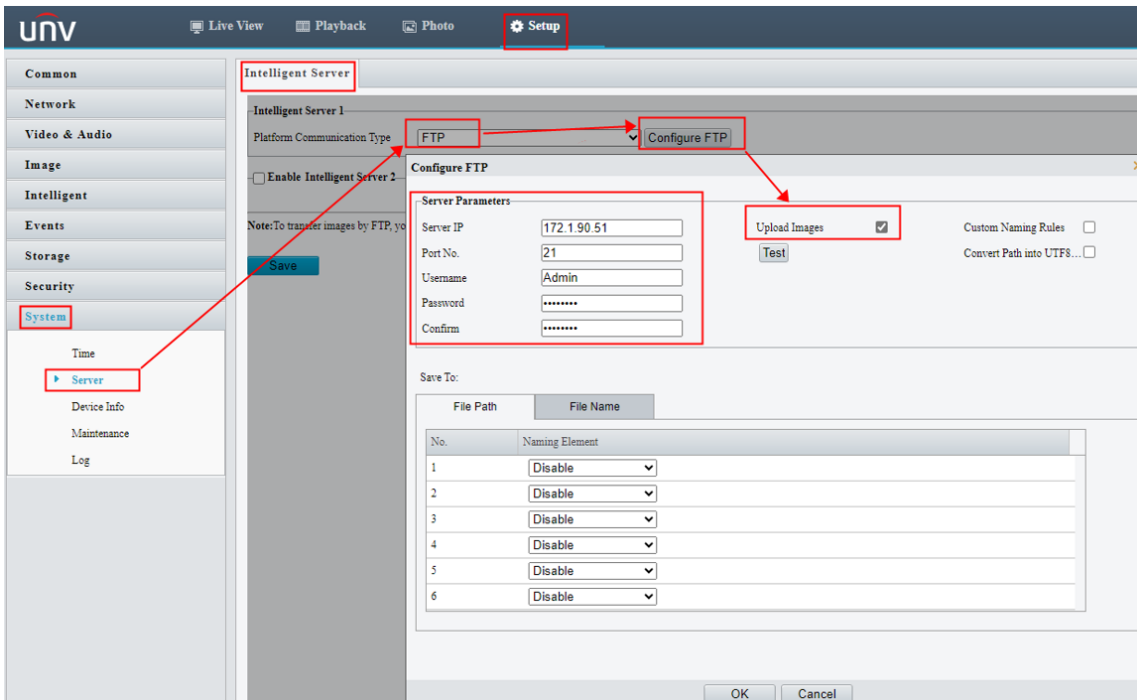 unv Live View Playback Photo Setup
Common
Network
Video & Audio
Image
Intelligent
Events
Storage
Security
System
Time
Server
Device Info
Maintenance
Log
Intelligent Server
Intelligent Server 1
Platform Communication Type FTP Configure FTP
Enable Intelligent Server 2
Note:To transfer images by FTP, yo
Save
Configure FTP
Server Parameters
Server IP 172.1.90.51 Upload Images Custom Naming Rules
Port No. 21 Test Convert Path into UTF8...
Username Admin
Password ••••••••
Confirm ••••••••
Save To:
File Path File Name
No. Naming Element
1 Disable
2 Disable
3 Disable
4 Disable
5 Disable
6 Disable
OK Cancel